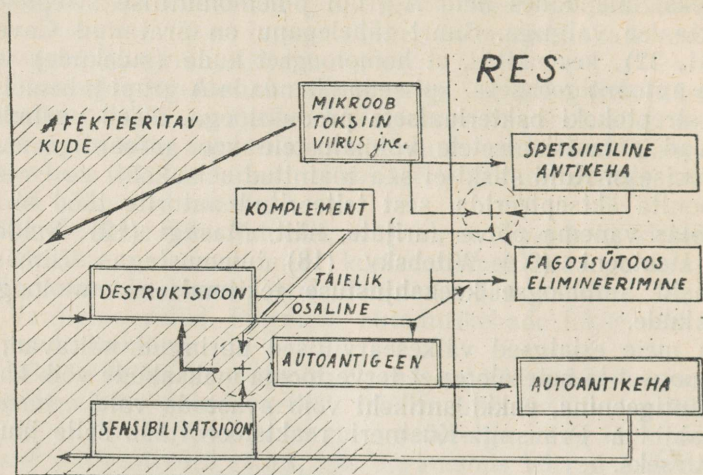 RES
MIKROOB
TOKSIIN
VIIRUS jne.
AFEKTEERITAV
KUDE
SPETSIIFILINE
ANTIKEHA
KOMPLEMENT
FAGOTSÜTOOS
ELIMINEERIMINE
TÄIELIK
DESTRUKTSIOON
OSALINE
AUTOANTIGEEN
AUTOANTIKEHA
SENSIBILISATSIOON